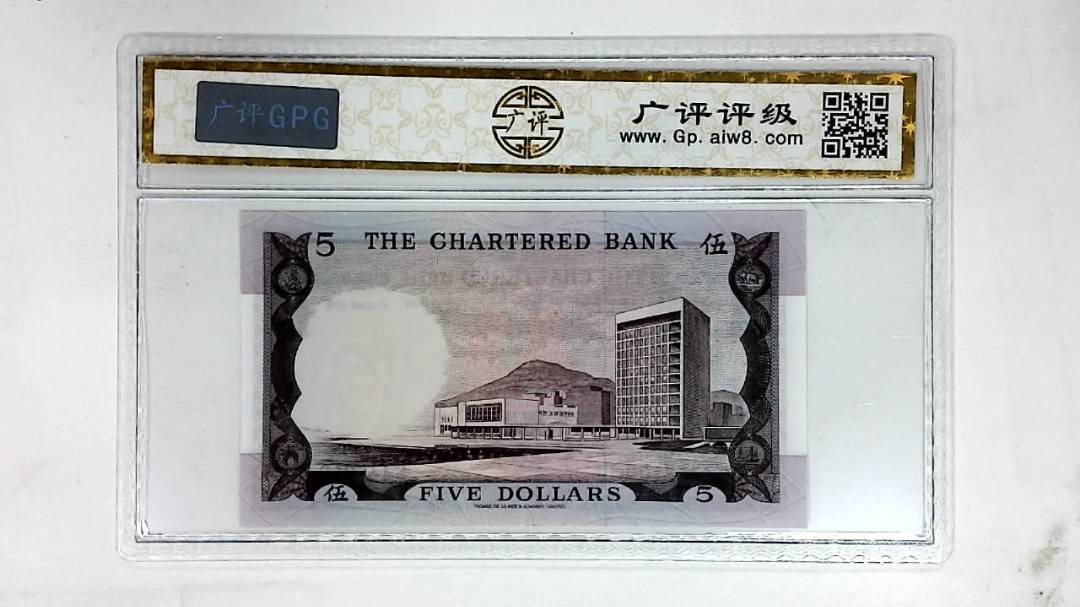 广评GPG
广评
广评评级
www. Gp. aiw8. com
5 THE CHARTERED BANK 伍
伍 FIVE DOLLARS 5